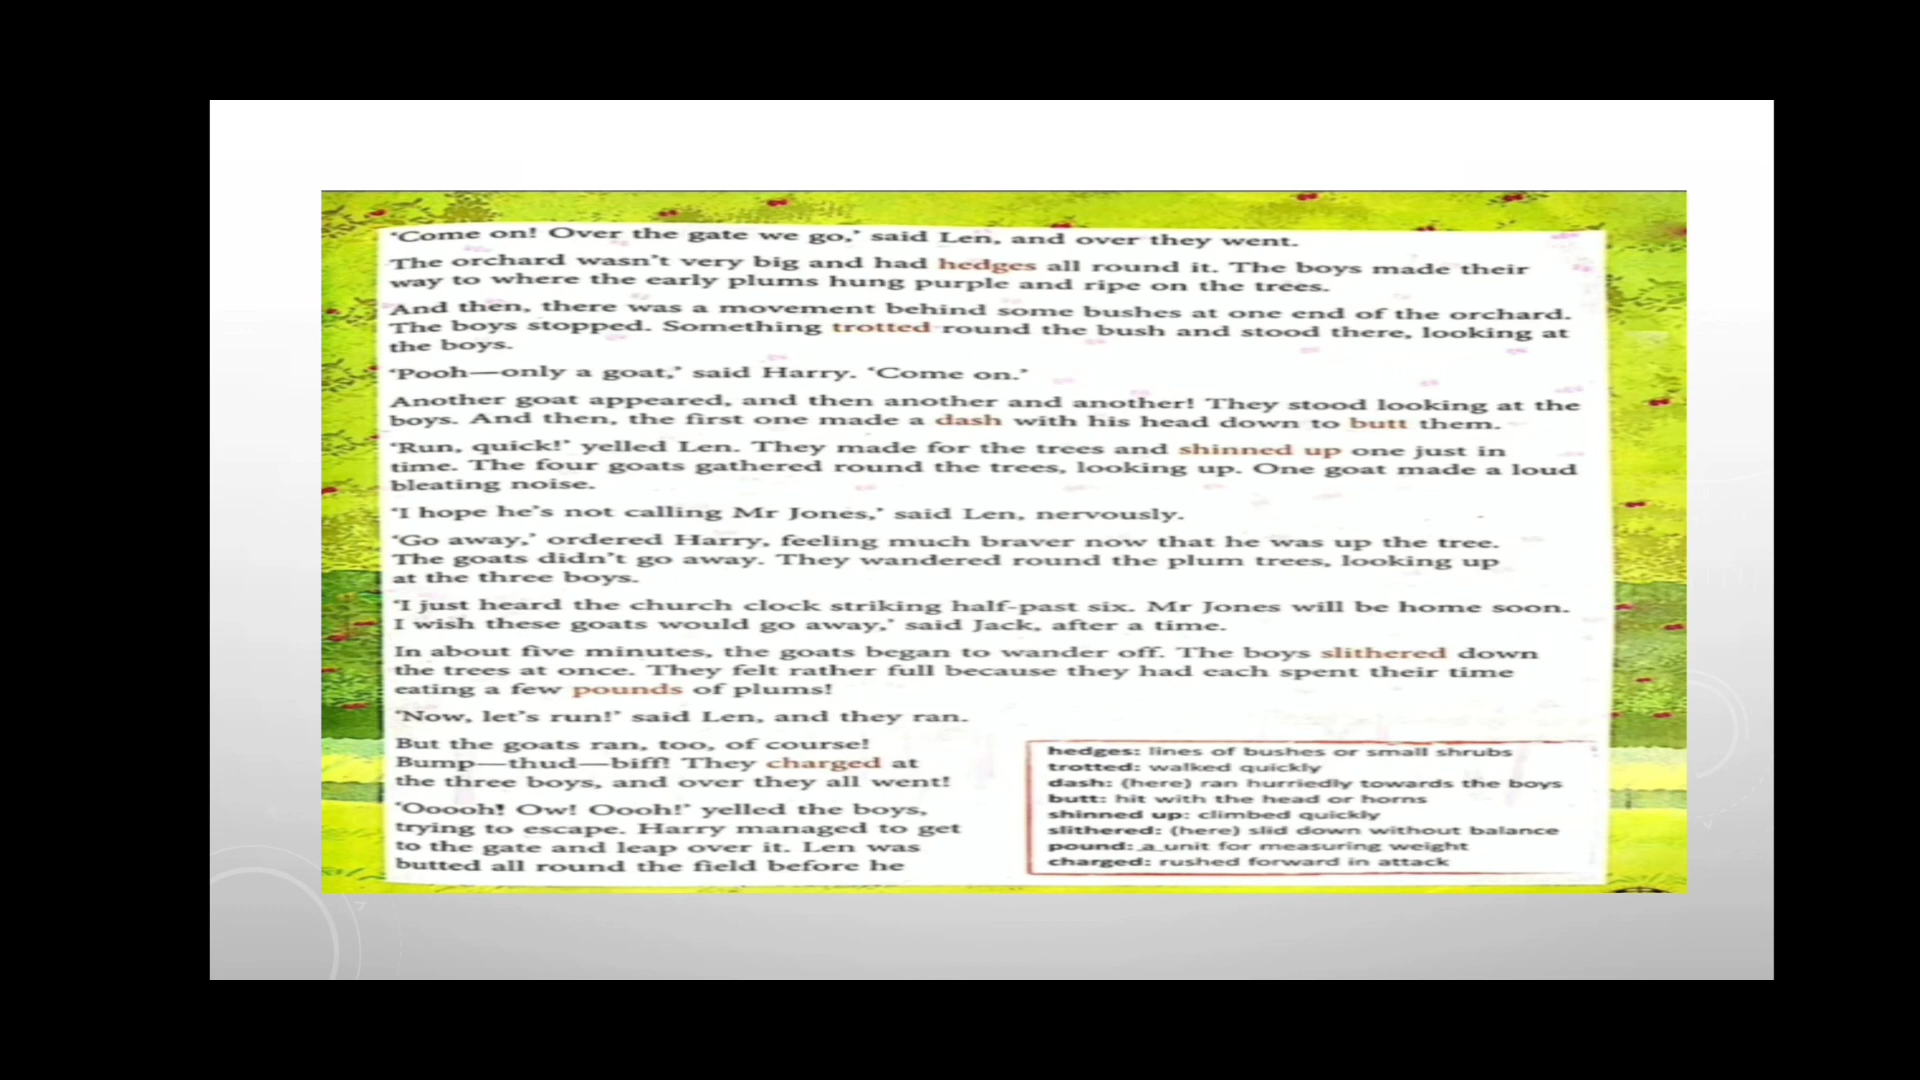 ‘Come on! Over the gate we go,’ said Len, and over they went.
The orchard wasn’t very big and had hedges all round it. The boys made their
way to where the early plums hung purple and ripe on the trees.
And then, there was a movement behind some bushes at one end of the orchard.
The boys stopped. Something trotted round the bush and stood there, looking at
the boys.
‘Pooh—only a goat,’ said Harry. ‘Come on.’
Another goat appeared, and then another and another! They stood looking at the
boys. And then, the first one made a dash with his head down to butt them.
‘Run, quick!’ yelled Len. They made for the trees and shinned up one just in
time. The four goats gathered round the trees, looking up. One goat made a loud
bleating noise.
‘I hope he’s not calling Mr Jones,’ said Len, nervously.
‘Go away,’ ordered Harry, feeling much braver now that he was up the tree.
The goats didn’t go away. They wandered round the plum trees, looking up
at the three boys.
‘I just heard the church clock striking half-past six. Mr Jones will be home soon.
I wish these goats would go away,’ said Jack, after a time.
In about five minutes, the goats began to wander off. The boys slithered down
the trees at once. They felt rather full because they had each spent their time
eating a few pounds of plums!
‘Now, let’s run!’ said Len, and they ran.
But the goats ran, too, of course!
Bump—thud—biff! They charged at
the three boys, and over they all went!
‘Ooooh! Ow! Oooh!’ yelled the boys,
trying to escape. Harry managed to get
to the gate and leap over it. Len was
butted all round the field before he
hedges: lines of bushes or small shrubs
trotted: walked quickly
dash: (here) ran hurriedly towards the boys
butt: hit with the head or horns
shinned up: climbed quickly
slithered: (here) slid down without balance
pound: a unit for measuring weight
charged: rushed forward in attack